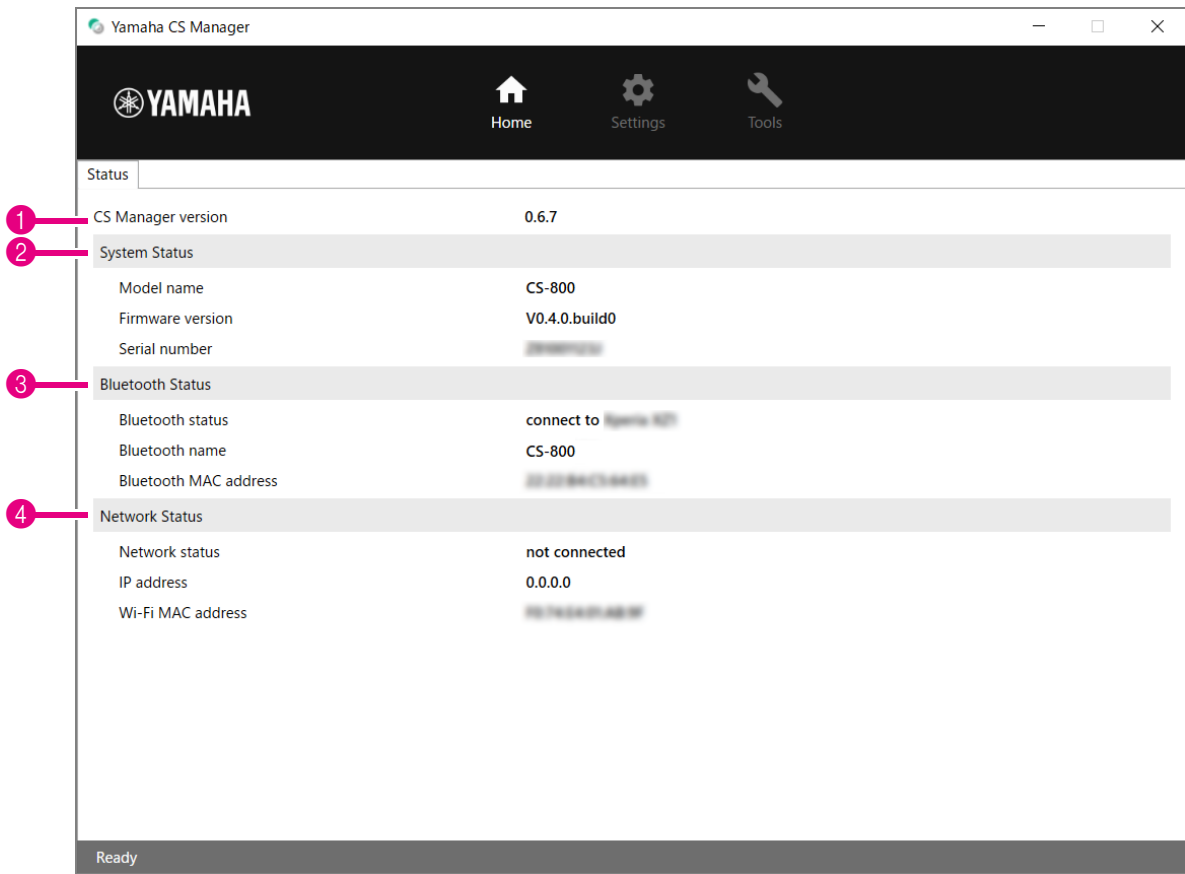 Yamaha CS Manager
YAMAHA
Home Settings Tools
Status
1 CS Manager version 0.6.7
2 System Status
Model name CS-800
Firmware version V0.4.0.build0
Serial number
3 Bluetooth Status
Bluetooth status connect to
Bluetooth name CS-800
Bluetooth MAC address
4 Network Status
Network status not connected
IP address 0.0.0.0
Wi-Fi MAC address
Ready